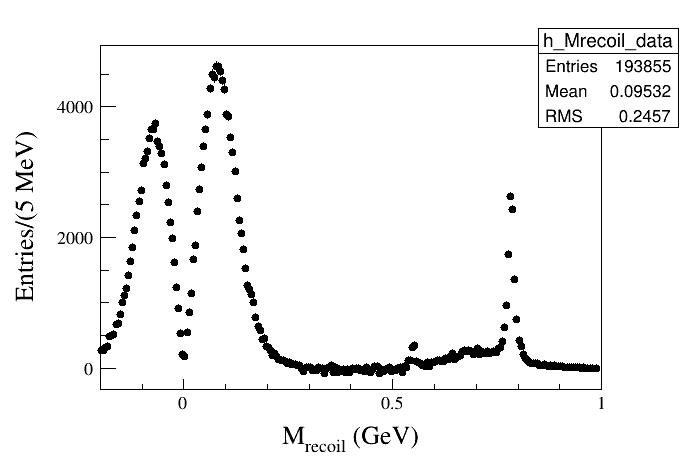 h_Mrecoil_data
Entries 193855
Mean 0.09532
RMS 0.2457
Entries/(5 MeV)
4000
2000
0
0 0.5 1
M_recoil (GeV)